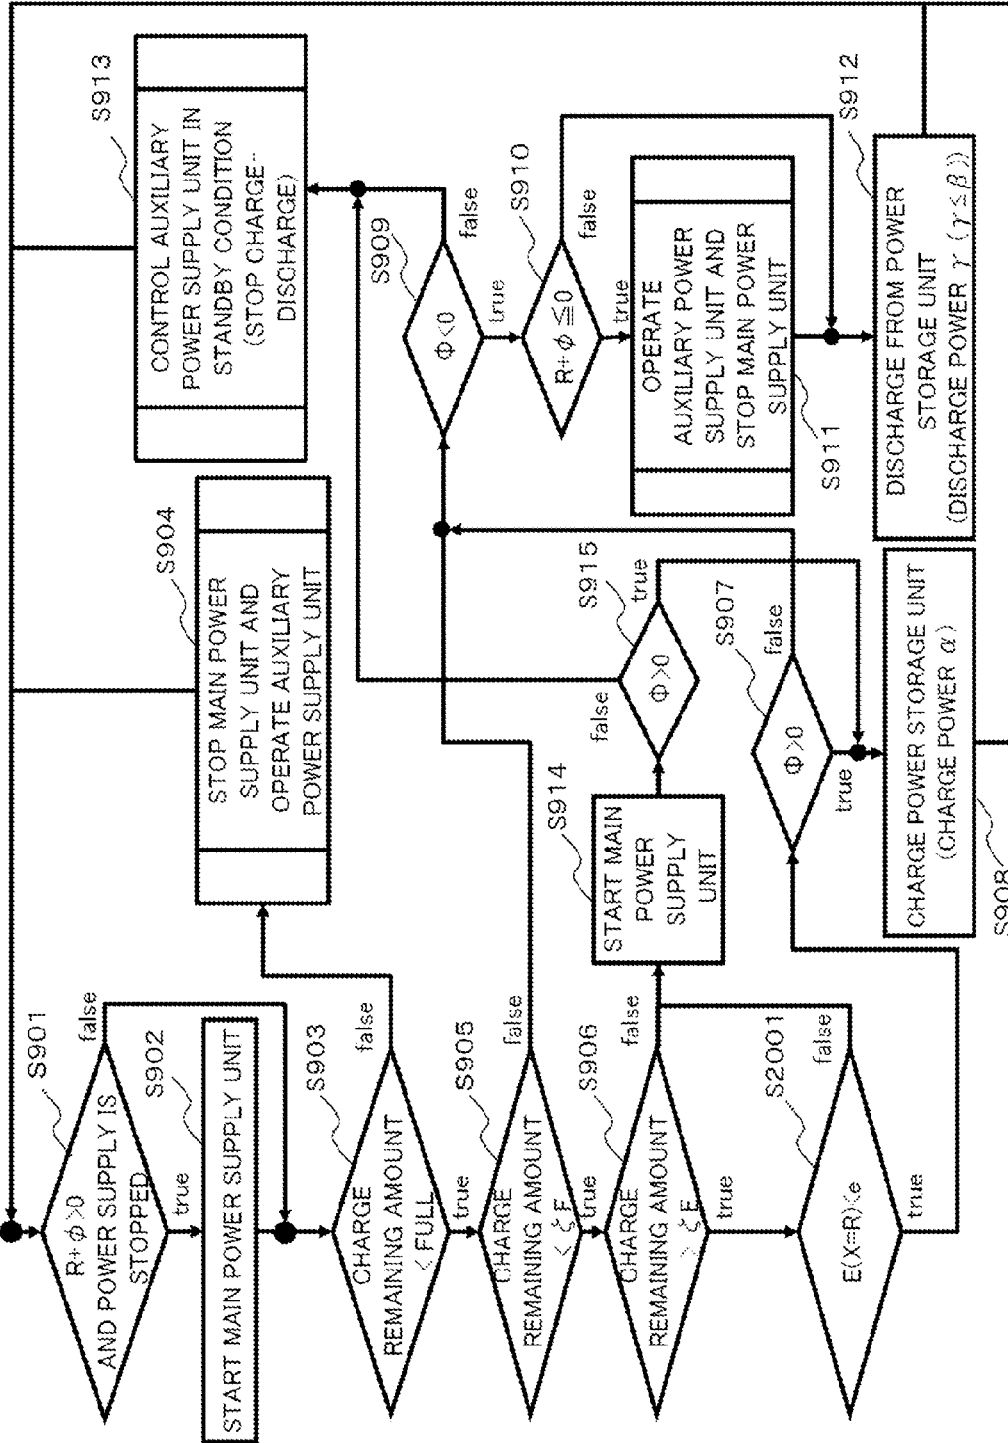 S901
R+ϕ>0
AND POWER SUPPLY IS
STOPPED
false
true
S902
START MAIN POWER SUPPLY UNIT
S903
CHARGE
REMAINING AMOUNT
< FULL
false
true
S904
STOP MAIN POWER
SUPPLY UNIT AND
OPERATE AUXILIARY
POWER SUPPLY UNIT
S905
CHARGE
REMAINING AMOUNT
< ζF
false
true
S906
CHARGE
REMAINING AMOUNT
> ζE
false
true
S2001
E(X=R)<e
false
true
S914
START MAIN
POWER
SUPPLY
UNIT
S915
Φ>0
false
true
S907
Φ>0
false
true
CHARGE POWER STORAGE UNIT
(CHARGE POWER α)
S908
S909
Φ<0
false
true
S910
R+ϕ≦0
false
true
OPERATE
AUXILIARY POWER
SUPPLY UNIT AND
STOP MAIN POWER
SUPPLY UNIT
S911
S912
DISCHARGE FROM POWER
STORAGE UNIT
(DISCHARGE POWER γ (γ≤β))
S913
CONTROL AUXILIARY
POWER SUPPLY UNIT IN
STANDBY CONDITION
(STOP CHARGE--
DISCHARGE)